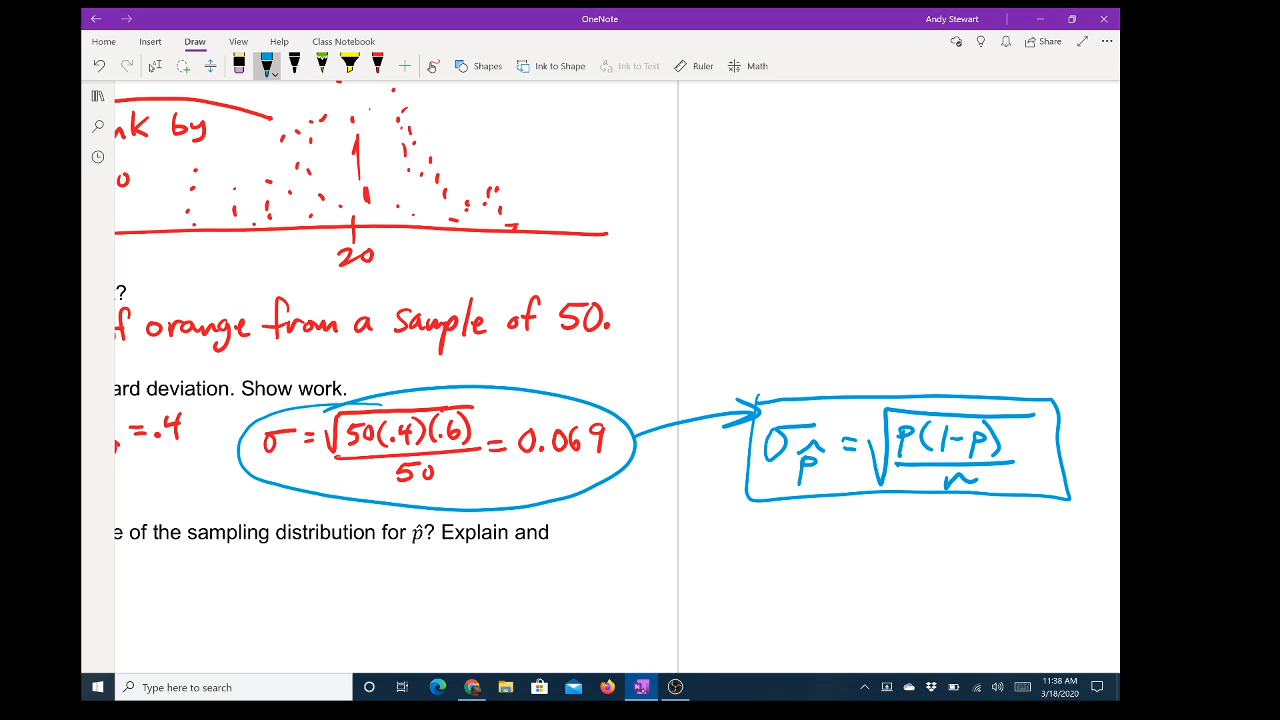 OneNote
Andy Stewart
Home Insert Draw View Help Class Notebook
Share
Shapes Ink to Shape Ink to Text Ruler Math
nk by
0
20
?
f orange from a sample of 50.
ard deviation. Show work.
= .4
σ = √50(.4)(.6) / 50 = 0.069
σp̂ = √(p(1-p) / n)
e of the sampling distribution for p̂? Explain and
Type here to search
11:38 AM
3/18/2020